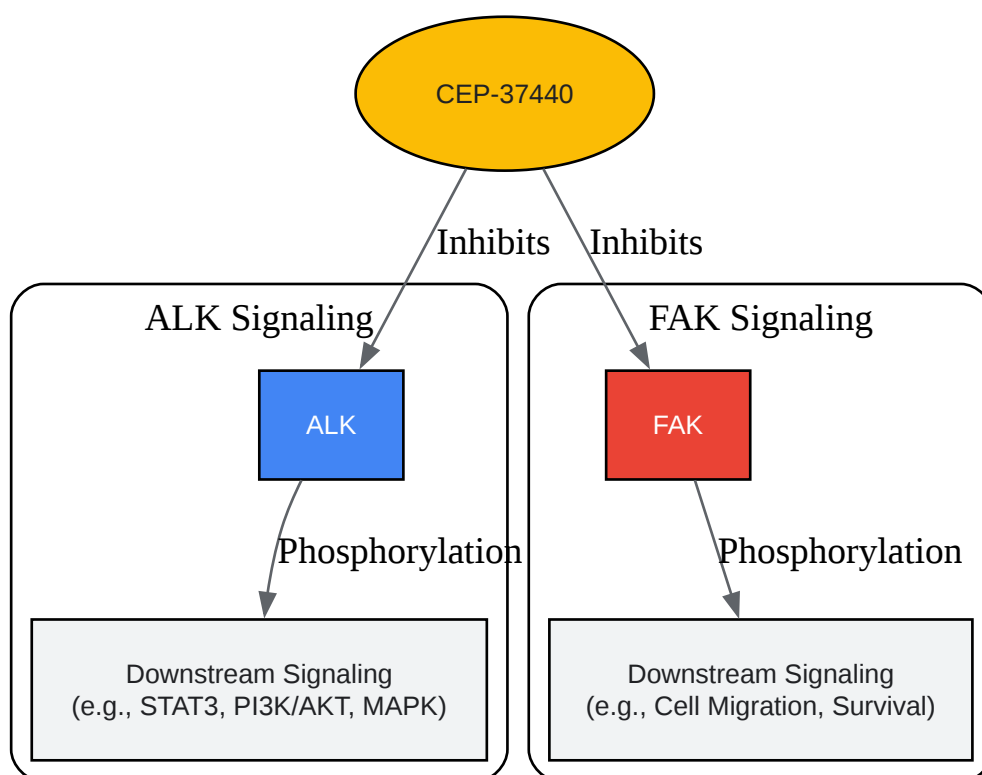 CEP-37440
Inhibits
Inhibits
ALK Signaling
FAK Signaling
ALK
FAK
Phosphorylation
Phosphorylation
Downstream Signaling
(e.g., STAT3, PI3K/AKT, MAPK)
Downstream Signaling
(e.g., Cell Migration, Survival)